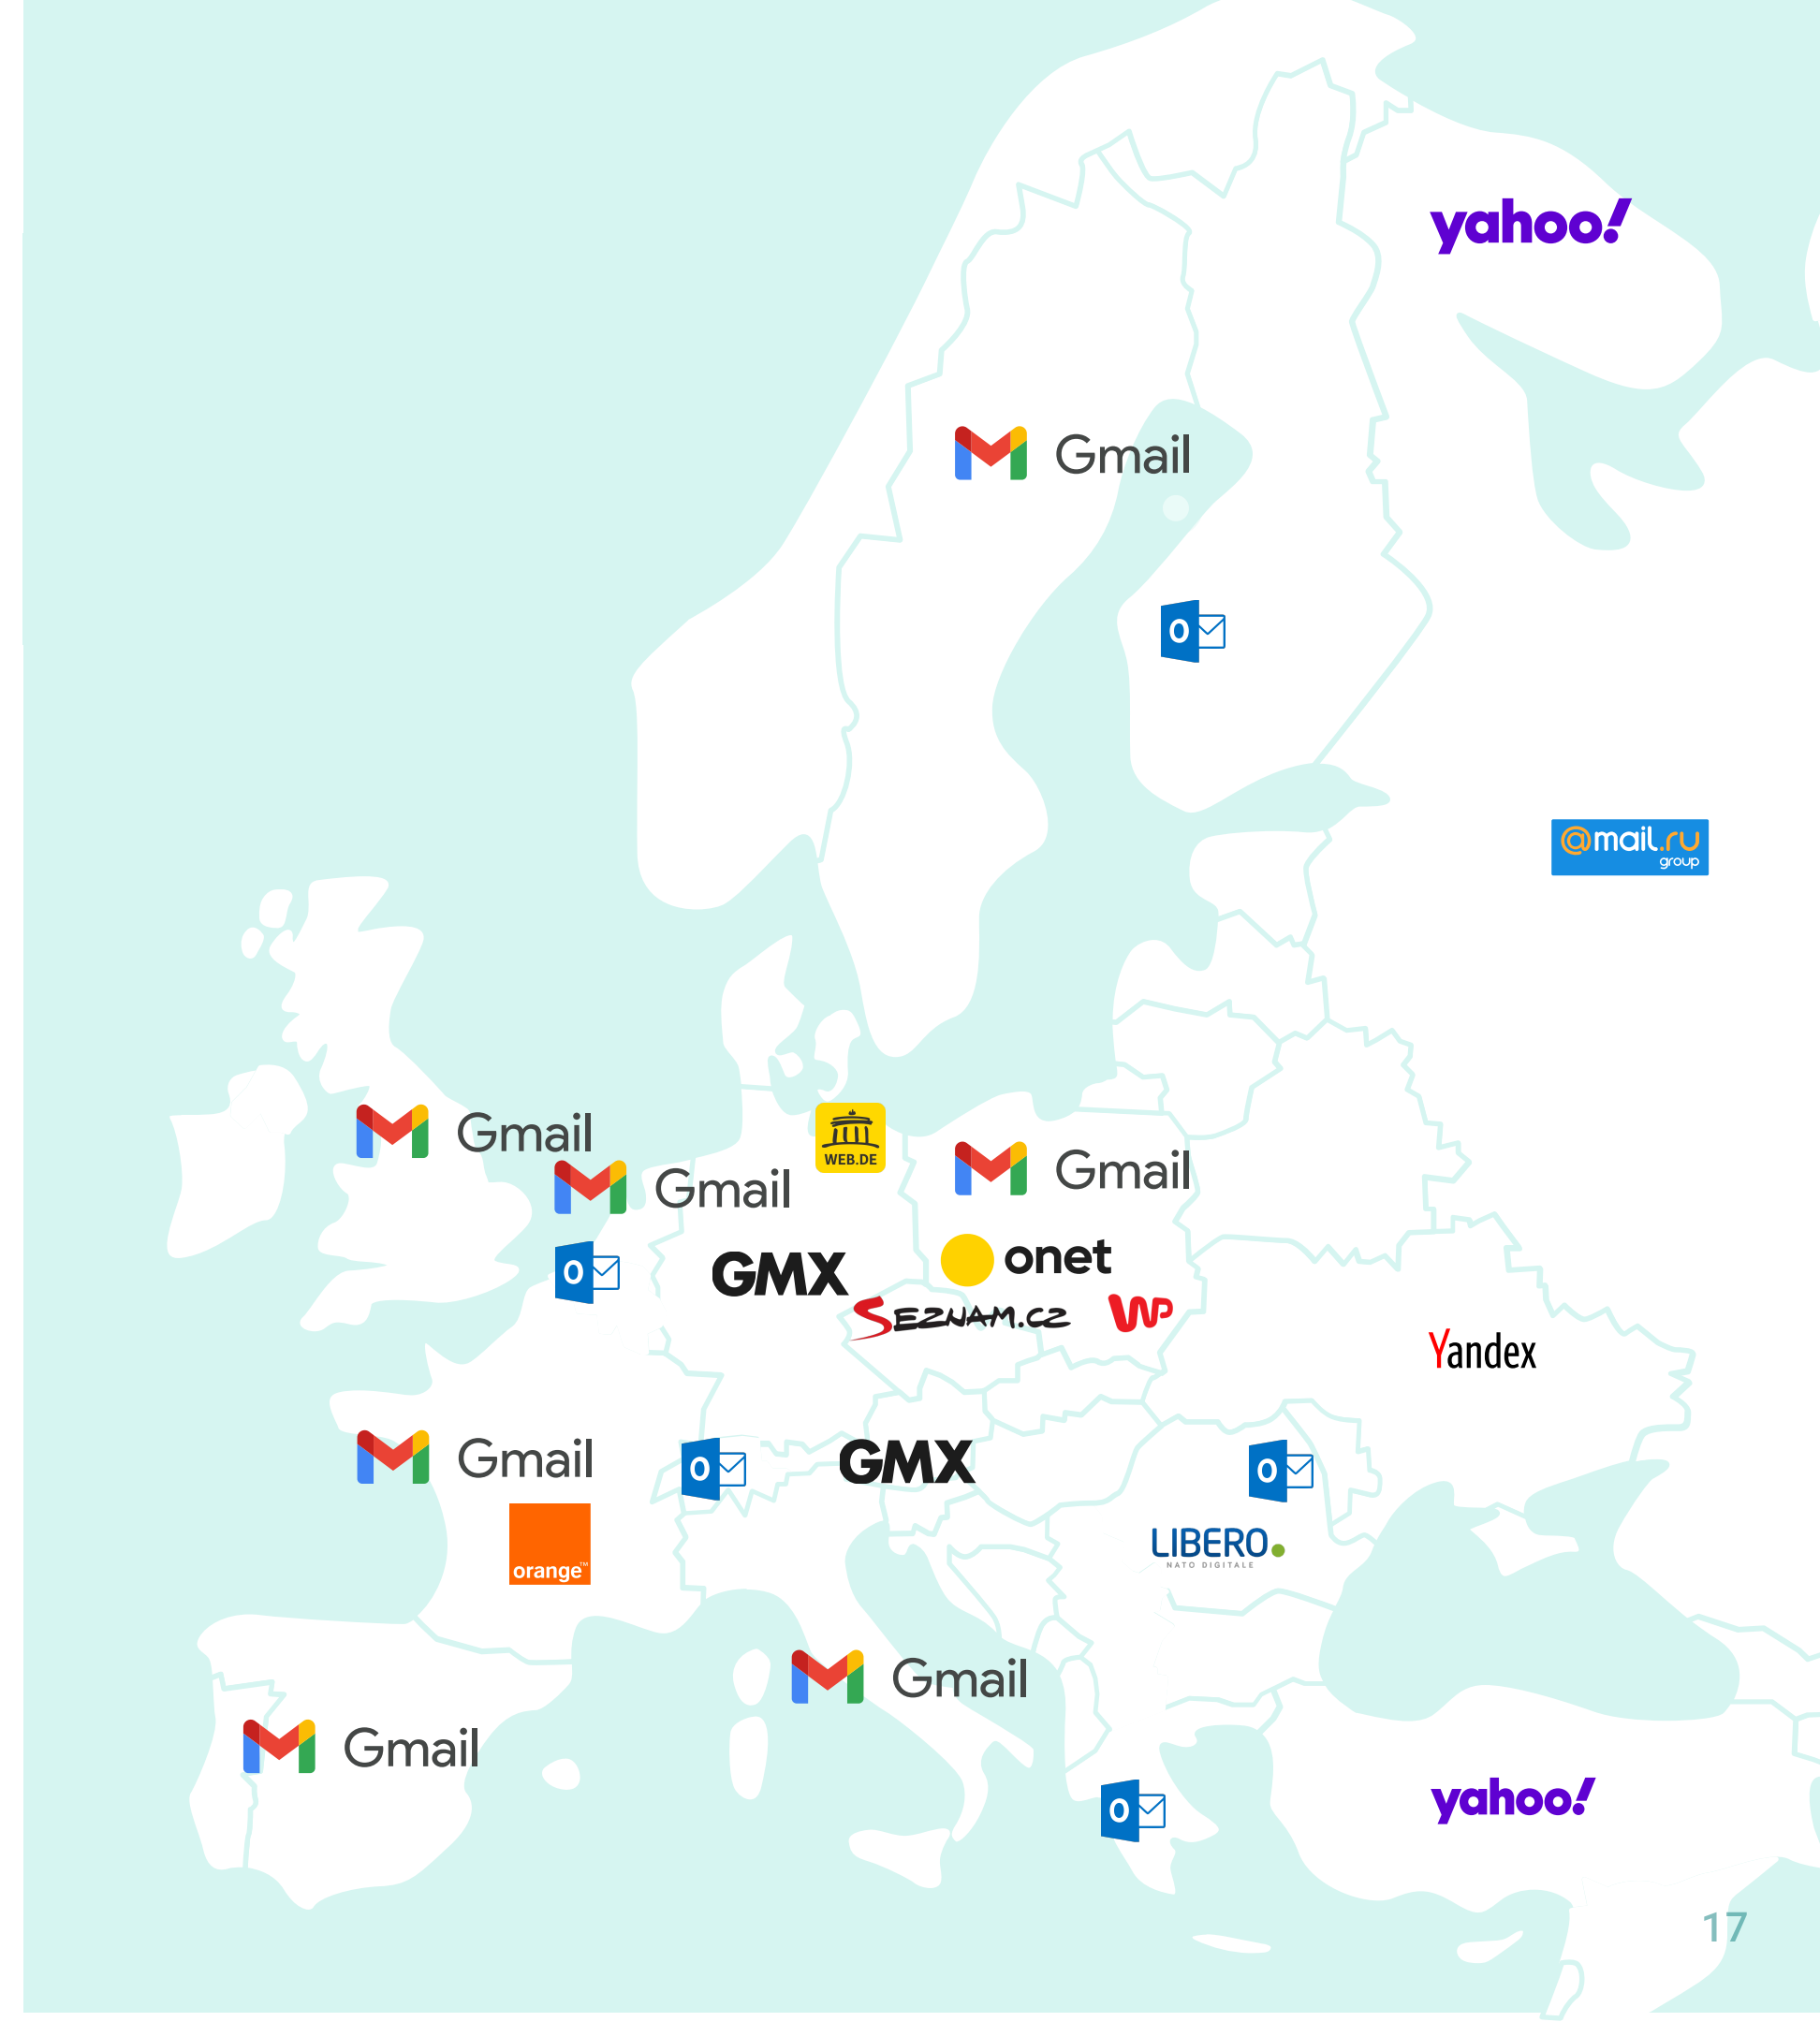 yahoo!
Gmail
O
@mail.ru
group
Gmail
WEB.DE
Gmail
Gmail
onet
O
GMX
SEZNAM.CZ
WP
Yandex
Gmail
O
GMX
O
LIBERO
NATO DIGITALE
orange™
Gmail
Gmail
O
yahoo!
17